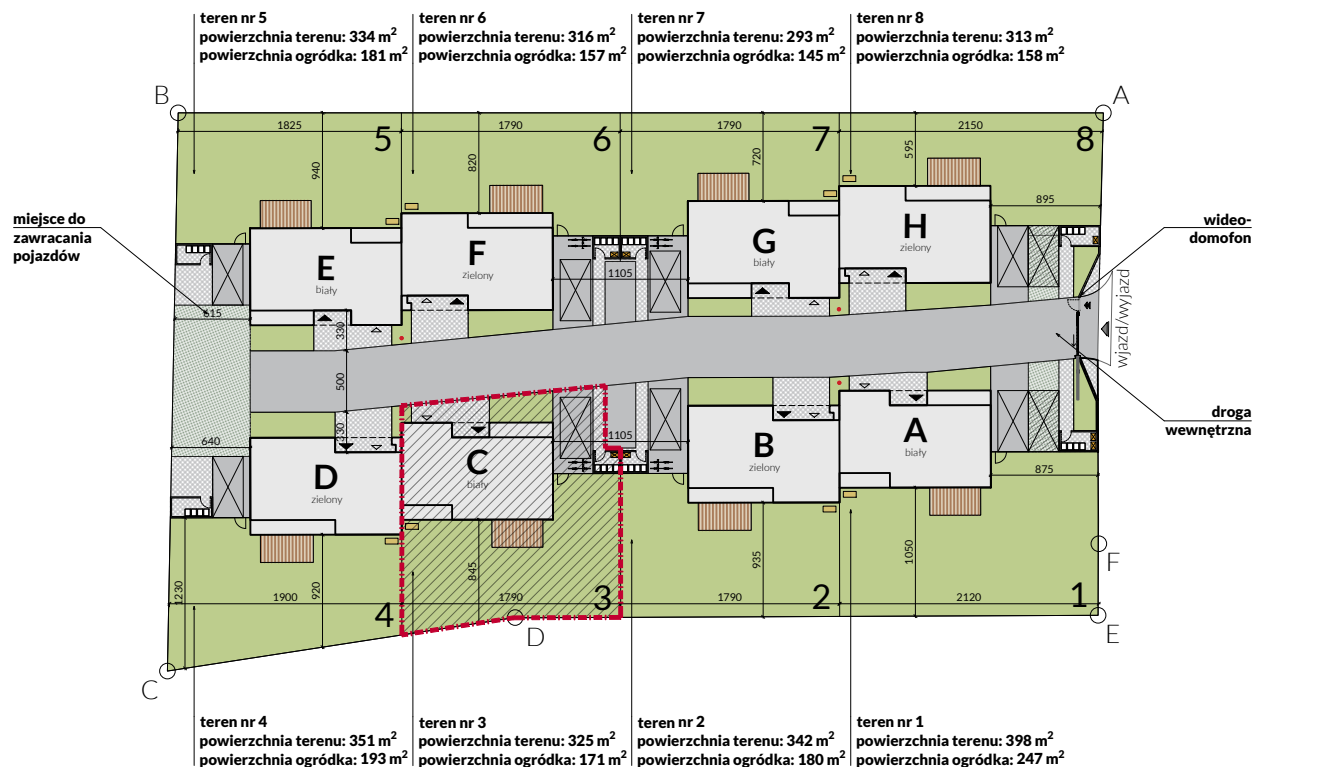 teren nr 5
powierzchnia terenu: 334 m²
powierzchnia ogródka: 181 m²
teren nr 6
powierzchnia terenu: 316 m²
powierzchnia ogródka: 157 m²
teren nr 7
powierzchnia terenu: 293 m²
powierzchnia ogródka: 145 m²
teren nr 8
powierzchnia terenu: 313 m²
powierzchnia ogródka: 158 m²
B
A
1825
5
1790
6
1790
7
2150
8
940
820
720
595
895
miejsce do
zawracania
pojazdów
wideo-
domofon
E
biały
F
zielony
G
biały
H
zielony
1105
615
330
500
330
wjazd/wyjazd
640
1105
droga
wewnętrzna
D
zielony
C
biały
B
zielony
A
biały
875
1230
920
845
935
1050
F
1900
4
1790
3
1790
2
2120
1
D
E
C
teren nr 4
powierzchnia terenu: 351 m²
powierzchnia ogródka: 193 m²
teren nr 3
powierzchnia terenu: 325 m²
powierzchnia ogródka: 171 m²
teren nr 2
powierzchnia terenu: 342 m²
powierzchnia ogródka: 180 m²
teren nr 1
powierzchnia terenu: 398 m²
powierzchnia ogródka: 247 m²